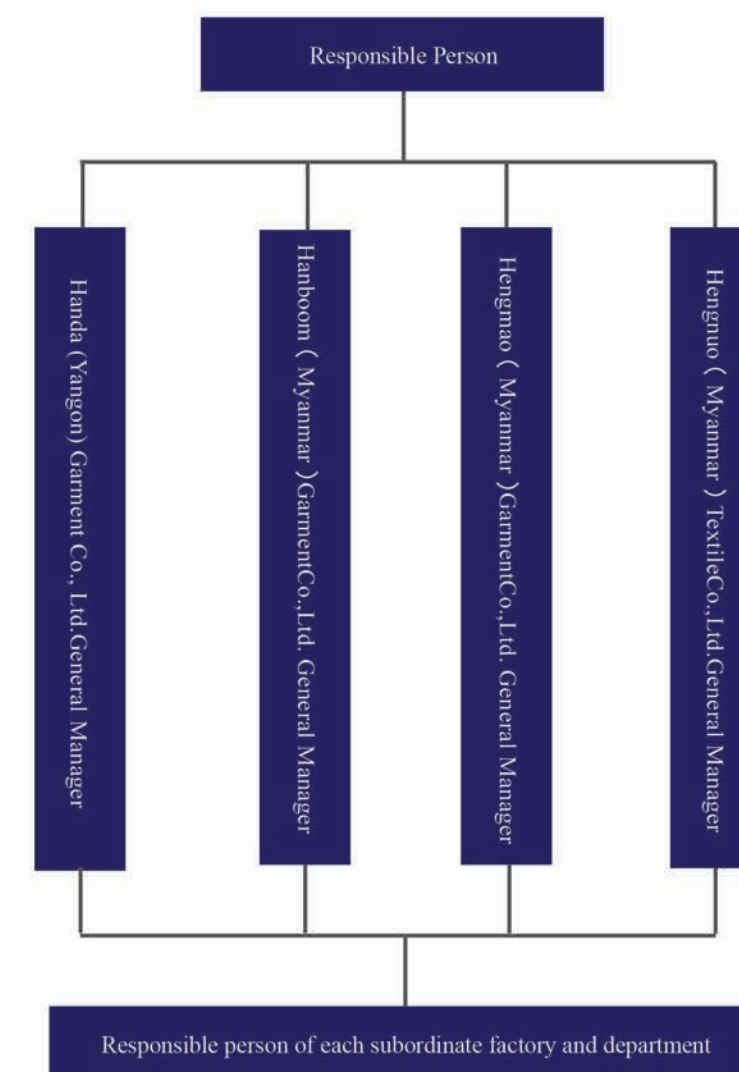 Responsible Person
Handa (Yangon) Garment Co., Ltd.General Manager
Hanboom ( Myanmar )GarmentCo.,Ltd. General Manager
Hengmao ( Myanmar )GarmentCo.,Ltd. General Manager
Hengnuo ( Myanmar ) TextileCo.,Ltd.General Manager
Responsible person of each subordinate factory and department